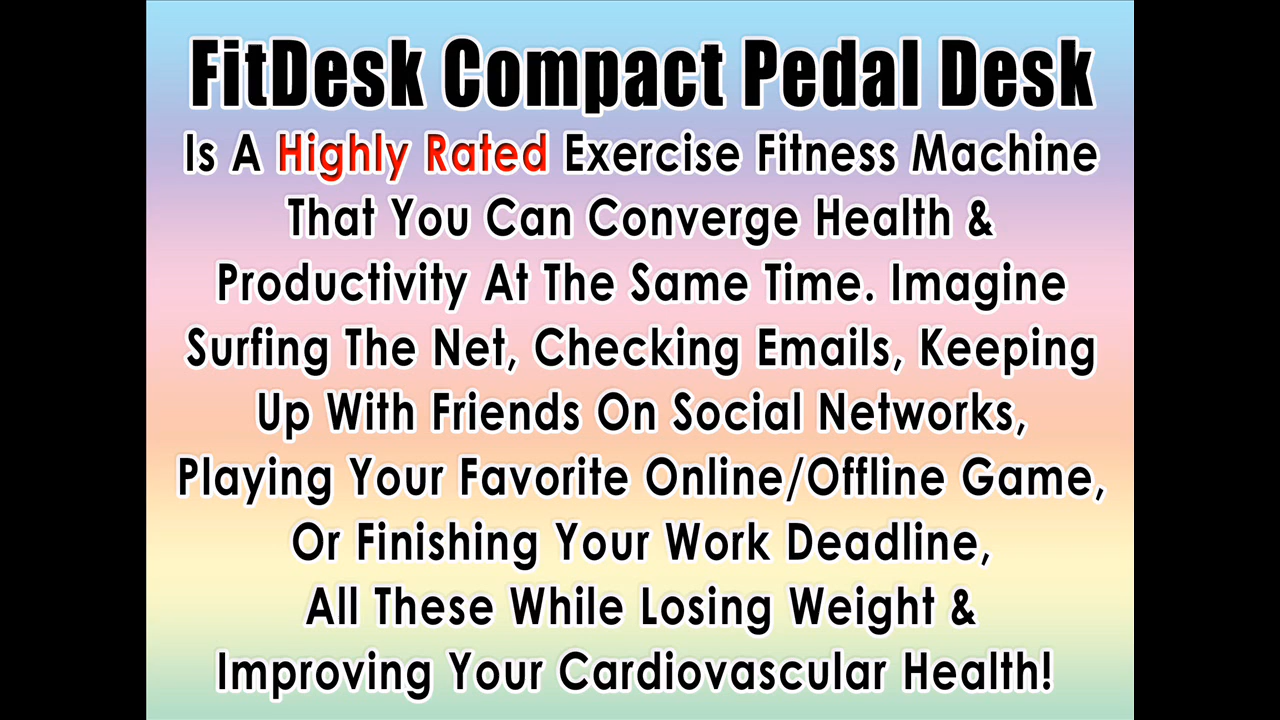 FitDesk Compact Pedal Desk
Is A Highly Rated Exercise Fitness Machine
That You Can Converge Health &
Productivity At The Same Time. Imagine
Surfing The Net, Checking Emails, Keeping
Up With Friends On Social Networks,
Playing Your Favorite Online/Offline Game,
Or Finishing Your Work Deadline,
All These While Losing Weight &
Improving Your Cardiovascular Health!